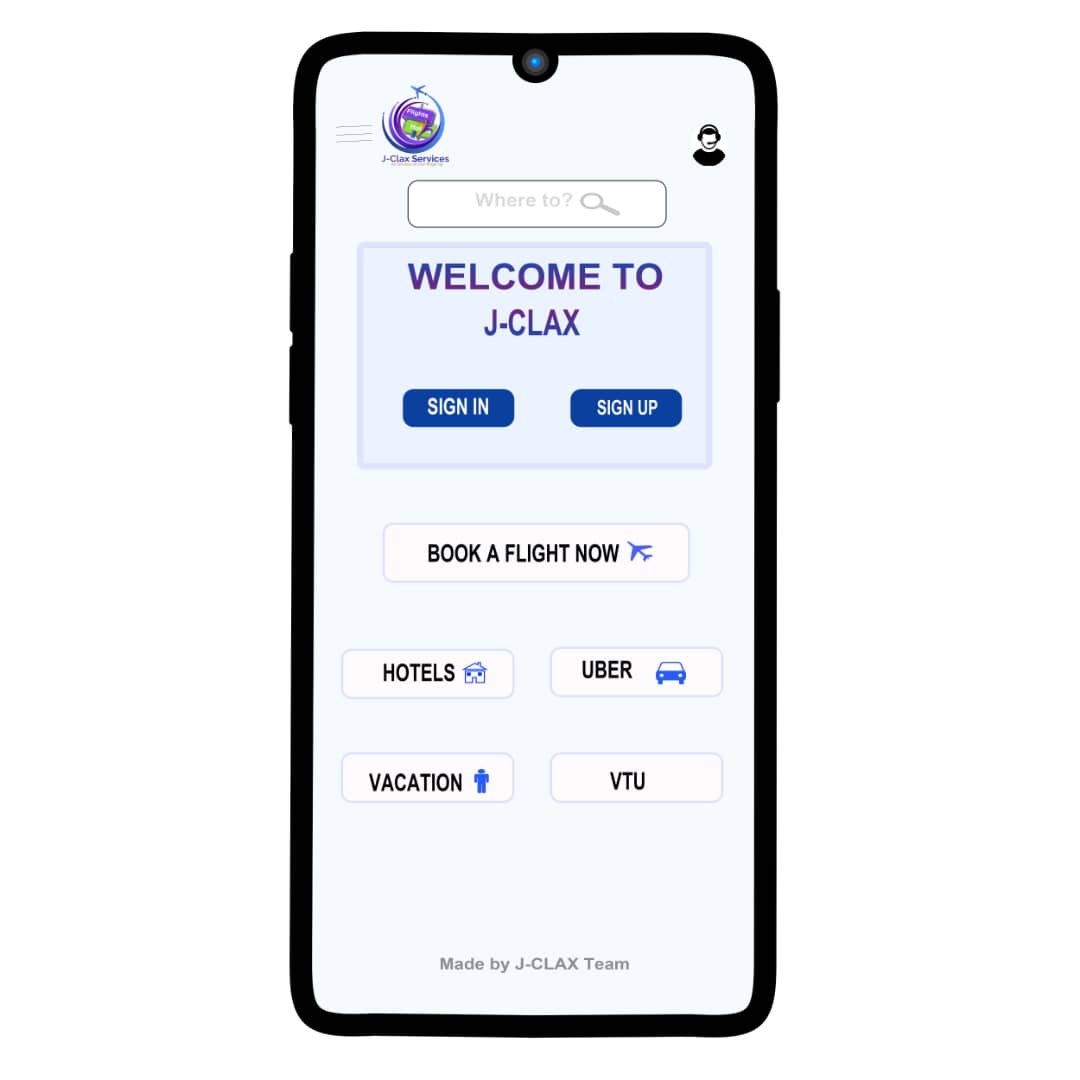 Flights
J-Clax Services
Where to?
WELCOME TO
J-CLAX
SIGN IN
SIGN UP
BOOK A FLIGHT NOW
HOTELS
UBER
VACATION
VTU
Made by J-CLAX Team